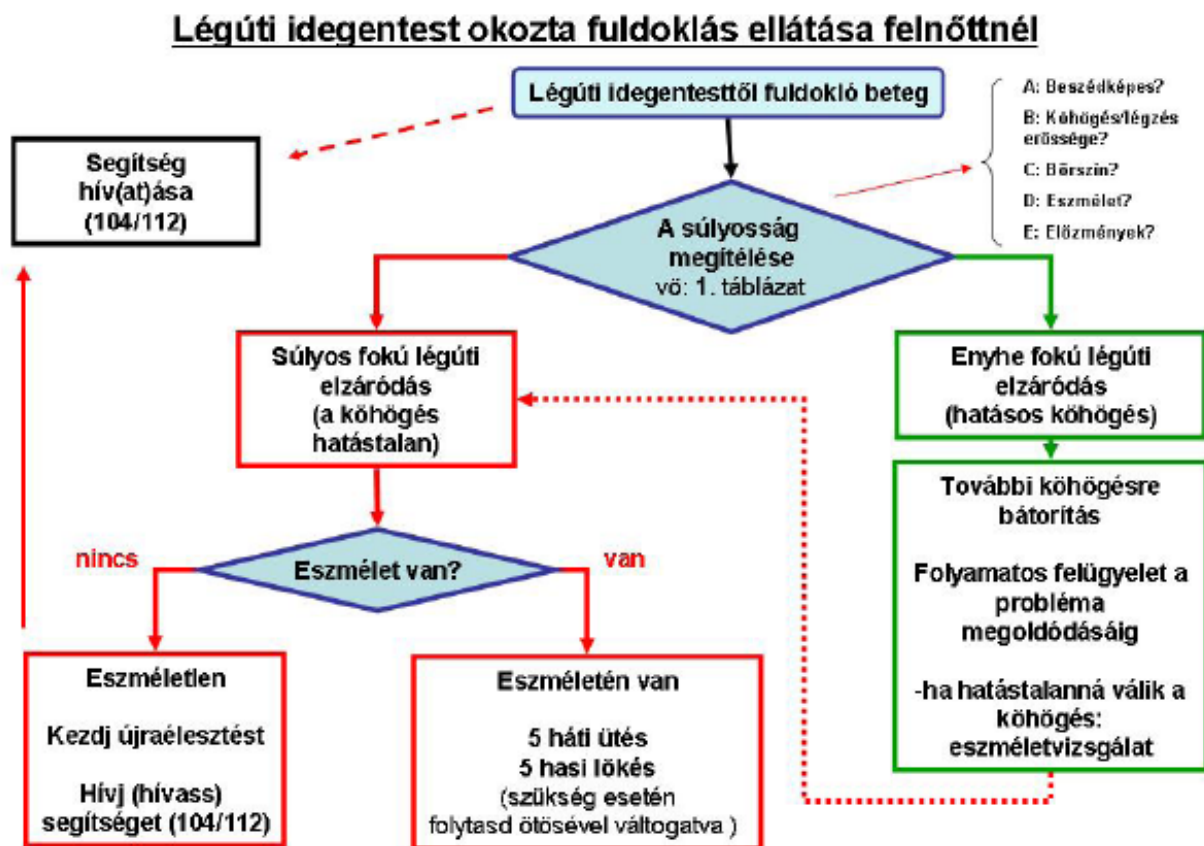 Légúti idegentest okozta fuldoklás ellátása felnőttnél
Légúti idegentesttől fuldokló beteg
A: Beszédképes?
B: Köhögés/légzés
erőssége?
C: Bőrszín?
D: Eszmélet?
E: Előzmények?
Segítség
hív(at)ása
(104/112)
A súlyosság
megítélése
vö: 1. táblázat
Súlyos fokú légúti
elzáródás
(a köhögés
hatástalan)
Enyhe fokú légúti
elzáródás
(hatásos köhögés)
További köhögésre
bátorítás
Folyamatos felügyelet a
probléma
megoldódásáig
-ha hatástalanná válik a
köhögés:
eszméletvizsgálat
nincs
Eszmélet van?
van
Eszméletlen
Kezdj újraélesztést
Hívj (hívass)
segítséget (104/112)
Eszméletén van
5 háti ütés
5 hasi lökés
(szükség esetén
folytasd ötösével váltogatva )